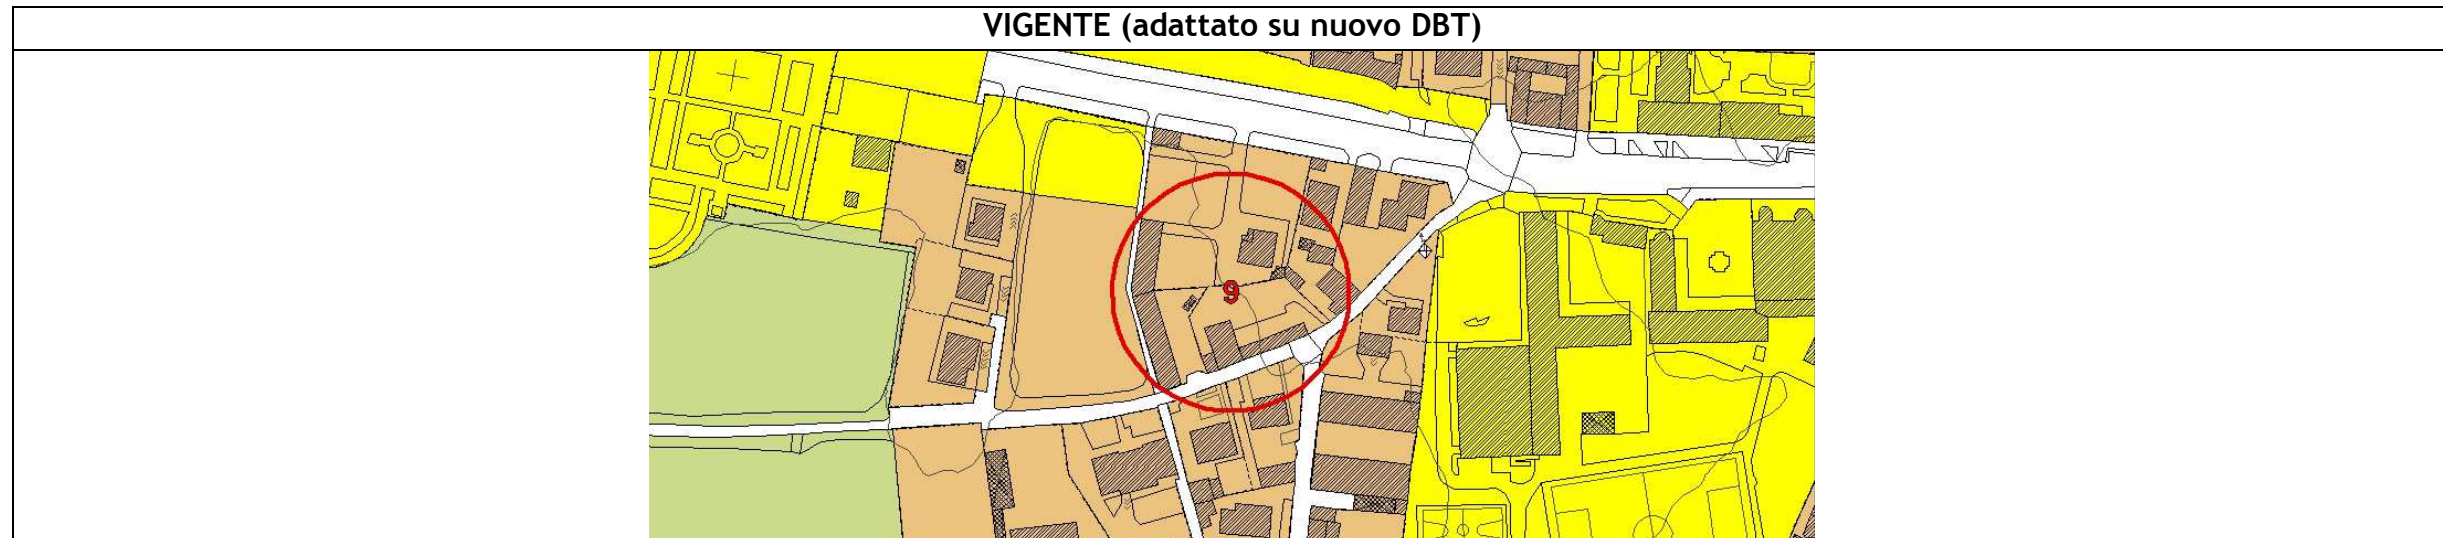 VIGENTE (adattato su nuovo DBT)
9